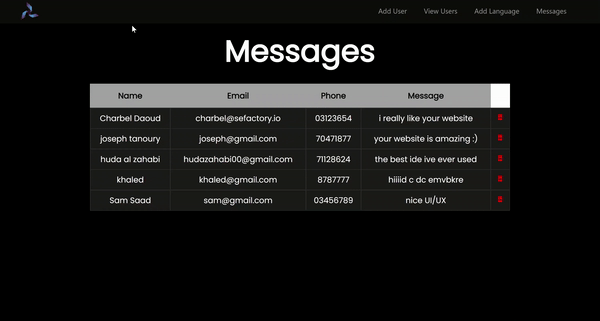 Add User View Users Add Language Messages
Messages
Name Email Phone Message
Charbel Daoud charbel@sefactory.io 03123654 i really like your website
joseph tanoury joseph@gmail.com 70471877 your website is amazing :)
huda al zahabi hudazahabi00@gmail.com 71128624 the best ide ive ever used
khaled khaled@gmail.com 8787777 hiiiid c dc emvbkre
Sam Saad sam@gmail.com 03456789 nice UI/UX